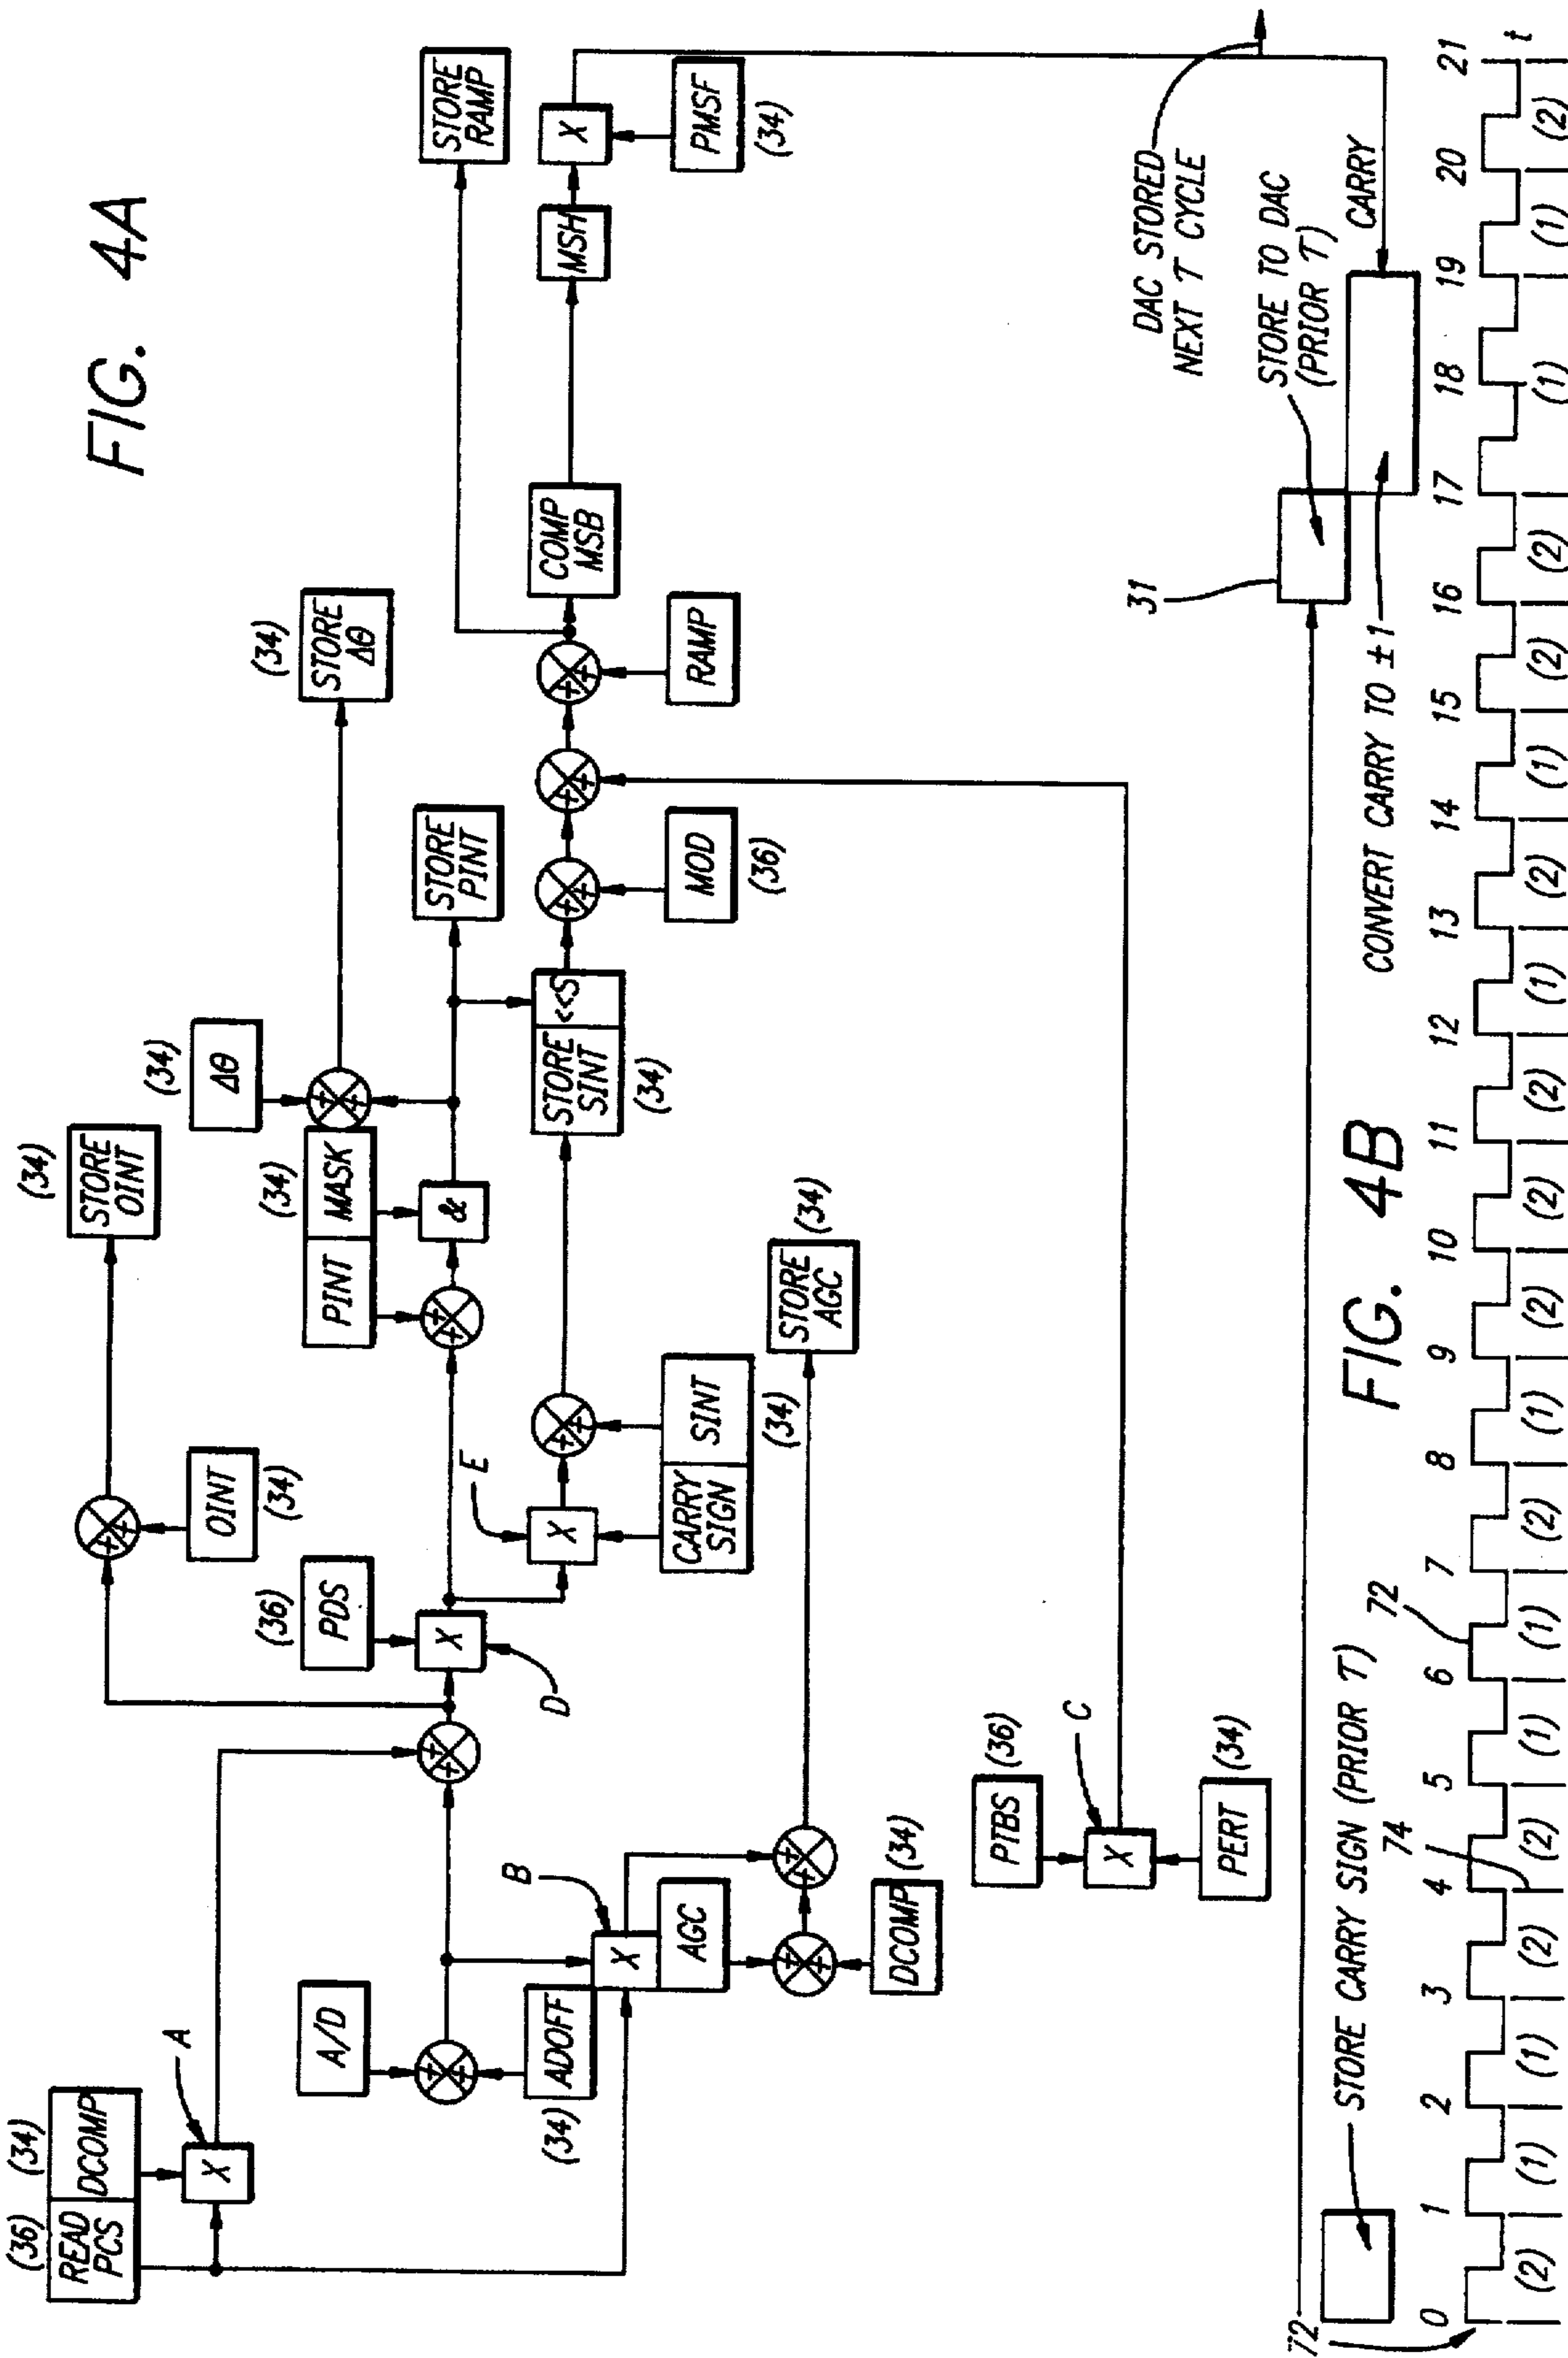 FIG. 4A
(36)
(34)
READ
PCS
DCOMP
X
A
A/D
ADOFF
(34)
X
B
AGC
DCOMP
(34)
OINT
(34)
STORE
OINT
(34)
(36)
PDS
X
D
E
X
CARRY
SIGN
SINT
(34)
STORE
AGC
(34)
PINT
MASK
(34)
&
ΔΘ
(34)
STORE
ΔΘ
(34)
STORE
PINT
STORE
SINT
<<S
(34)
MOD
(36)
RAMP
COMP
MSB
MSH
X
PMSF
(34)
STORE
RAMP
PTBS
(36)
C
X
PERT
(34)
DAC STORED
NEXT T CYCLE
STORE TO DAC
(PRIOR T)
CARRY
31
CONVERT CARRY TO ±1
72
STORE CARRY SIGN (PRIOR T)
74
72
FIG. 4B
0 1 2 3 4 5 6 7 8 9 10 11 12 13 14 15 16 17 18 19 20 21
t
(2) (1) (1) (2) (2) (1) (1) (2) (1) (2) (2) (2) (1) (2) (1) (2) (2) (1) (1) (2)